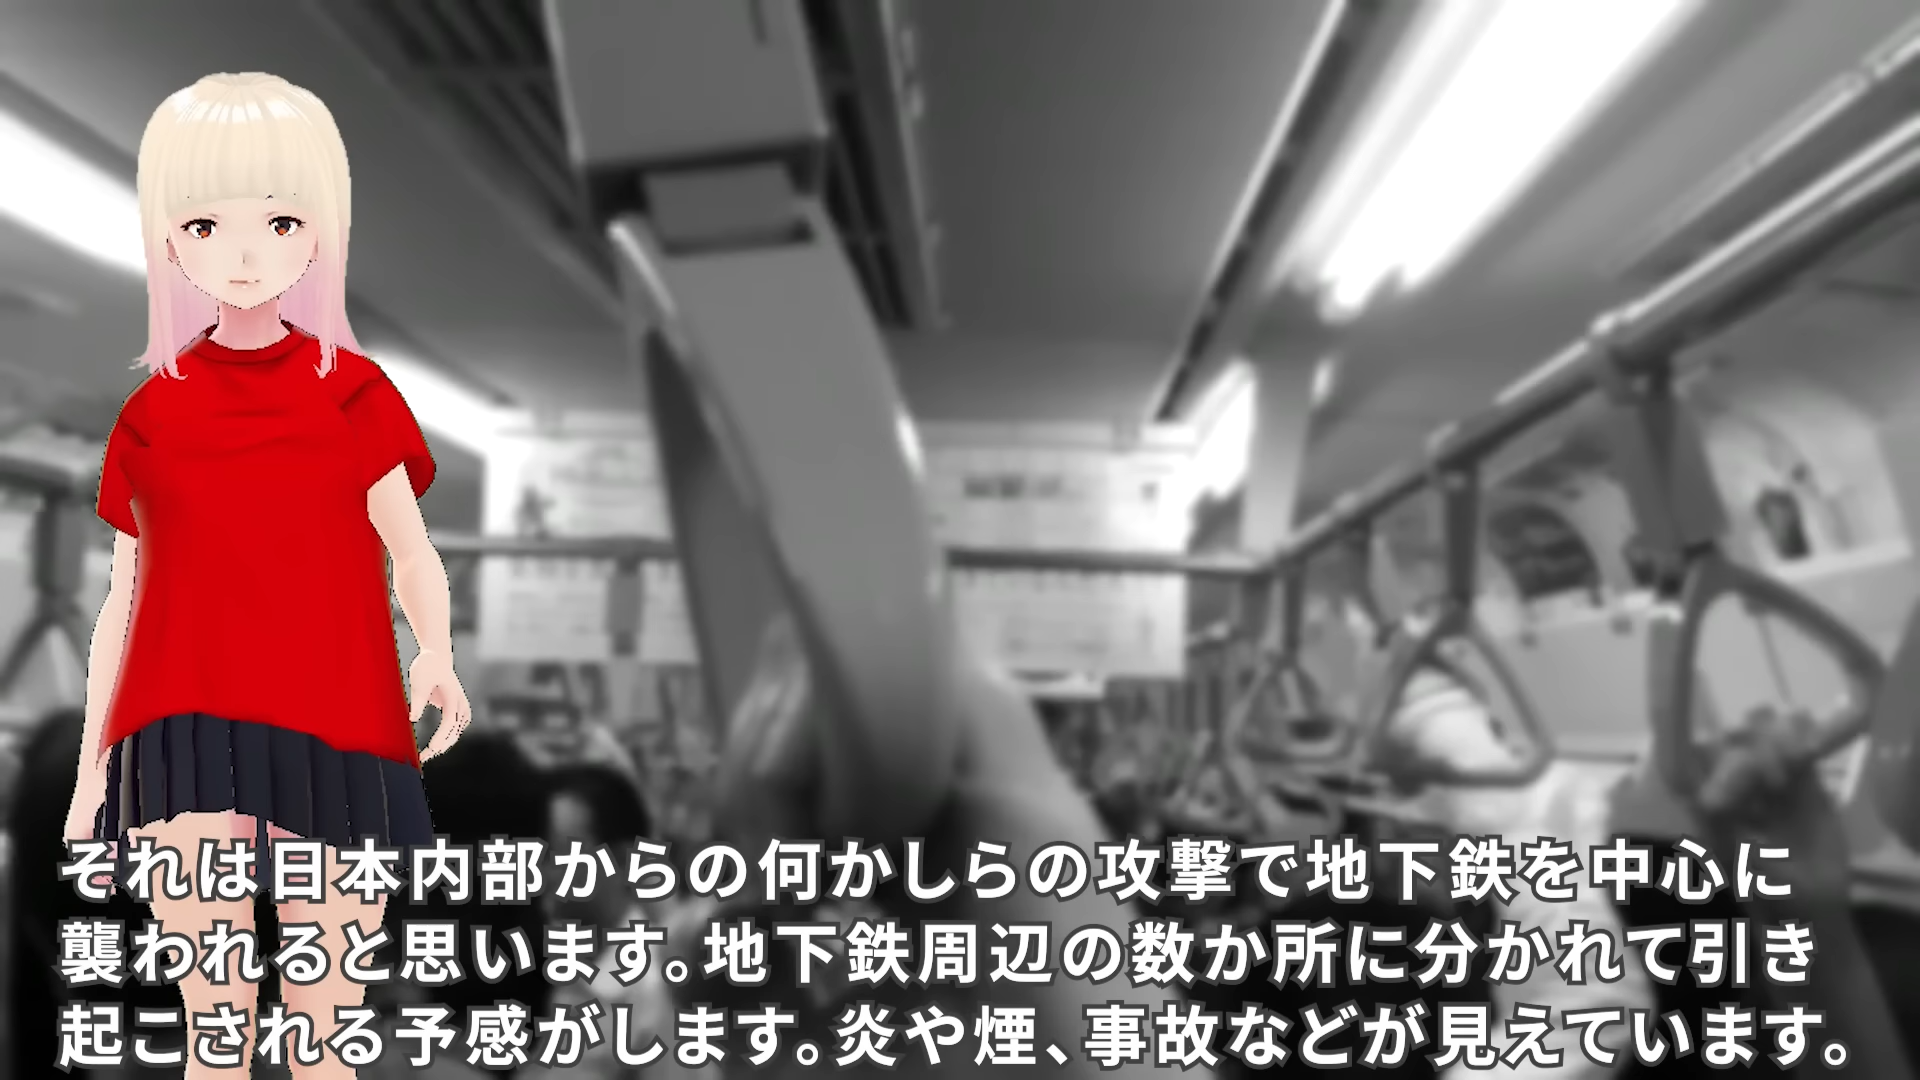 それは日本内部からの何かしらの攻撃で地下鉄を中心に
襲われると思います。地下鉄周辺の数か所に分かれて引き
起こされる予感がします。炎や煙、事故などが見えています。